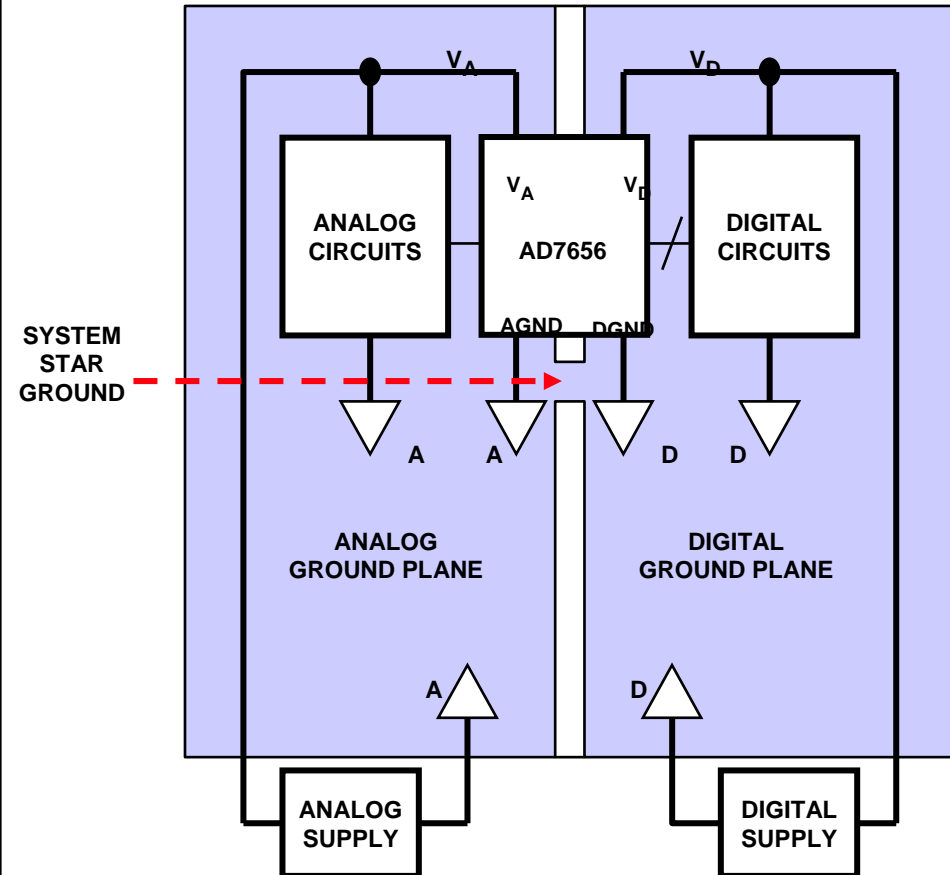 VA
VD
VA
VD
ANALOG
CIRCUITS
AD7656
DIGITAL
CIRCUITS
AGND
DGND
SYSTEM
STAR
GROUND
A
A
D
D
ANALOG
GROUND PLANE
DIGITAL
GROUND PLANE
A
D
ANALOG
SUPPLY
DIGITAL
SUPPLY